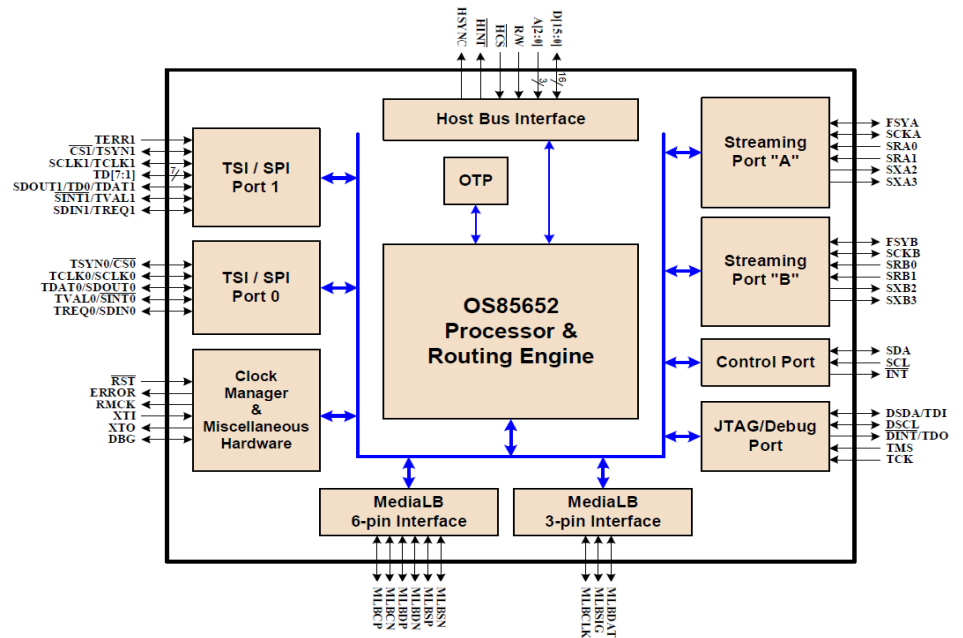 HSYNC
HINT
HCS
R/W
A[2:0]
D[15:0]
3
16
Host Bus Interface
TERR1
CS1/TSYN1
SCLK1/TCLK1
TD[7:1]
7
SDOUT1/TD0/TDAT1
SINT1/TVAL1
SDIN1/TREQ1
TSI / SPI
Port 1
OTP
Streaming
Port "A"
FSYA
SCKA
SRA0
SRA1
SXA2
SXA3
TSYN0/CS0
TCLK0/SCLK0
TDAT0/SDOUT0
TVAL0/SINT0
TREQ0/SDIN0
TSI / SPI
Port 0
OS85652
Processor &
Routing Engine
Streaming
Port "B"
FSYB
SCKB
SRB0
SRB1
SXB2
SXB3
RST
ERROR
RMCK
XTI
XTO
DBG
Clock
Manager
&
Miscellaneous
Hardware
Control Port
SDA
SCL
INT
JTAG/Debug
Port
DSDA/TDI
DSCL
DINT/TDO
TMS
TCK
MediaLB
6-pin Interface
MediaLB
3-pin Interface
MLBCP
MLBCN
MLBDP
MLBDN
MLBSP
MLBSN
MLBCLK
MLBSIG
MLBDAT